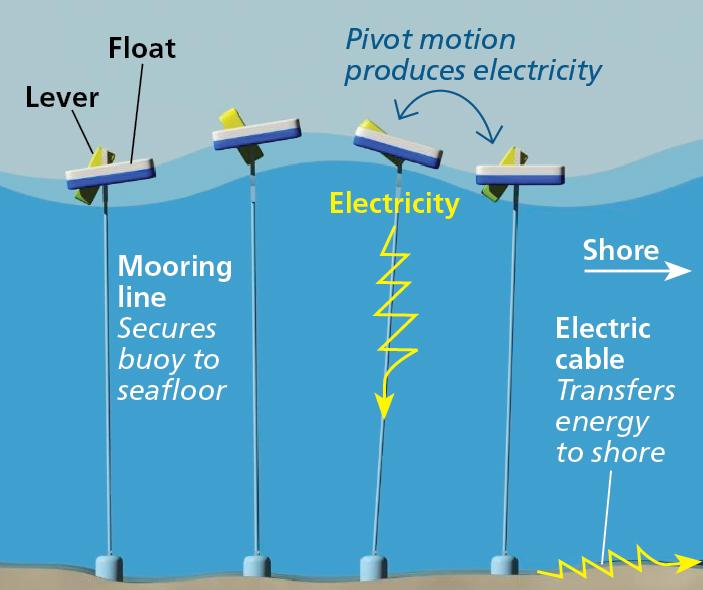 Float
Lever
Pivot motion
produces electricity
Electricity
Mooring
line
Secures
buoy to
seafloor
Shore
Electric
cable
Transfers
energy
to shore